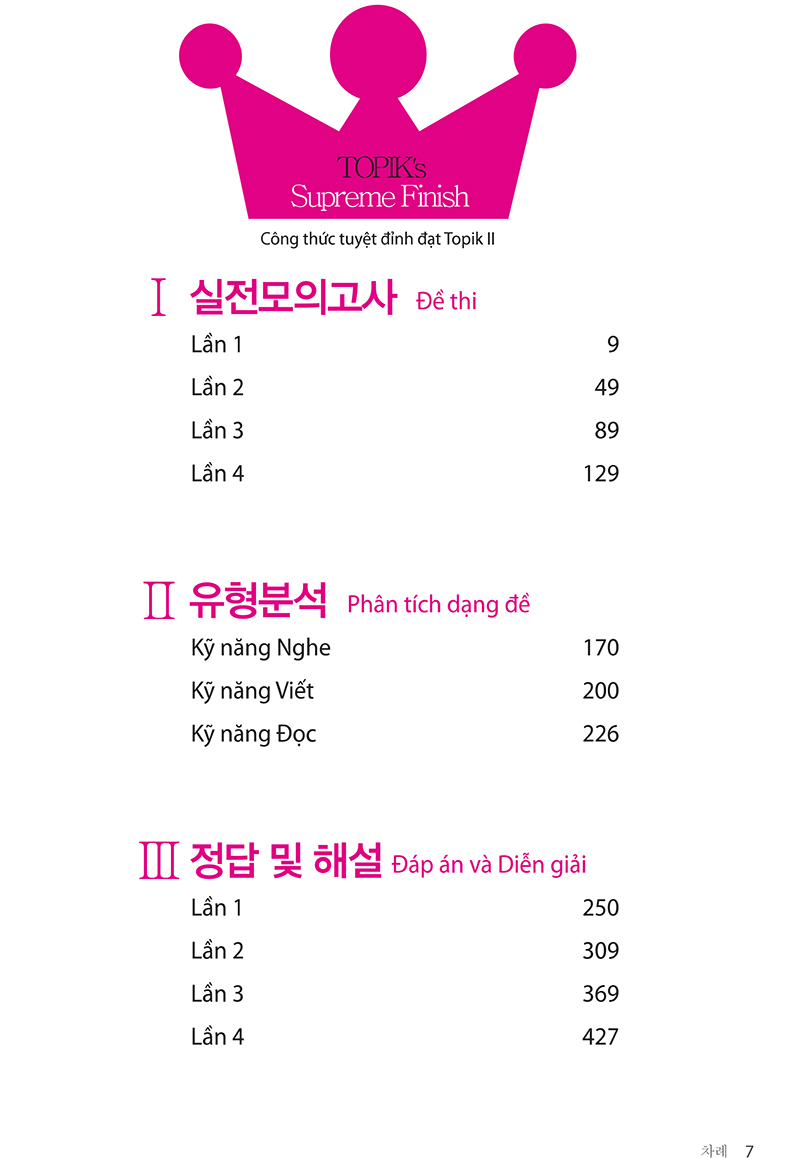 TOPIK's
Supreme Finish
Công thức tuyệt đỉnh đạt Topik II
I 실전모의고사 Đề thi
Lần 1 9
Lần 2 49
Lần 3 89
Lần 4 129
II 유형분석 Phân tích dạng đề
Kỹ năng Nghe 170
Kỹ năng Viết 200
Kỹ năng Đọc 226
III 정답 및 해설 Đáp án và Diễn giải
Lần 1 250
Lần 2 309
Lần 3 369
Lần 4 427
차례 7